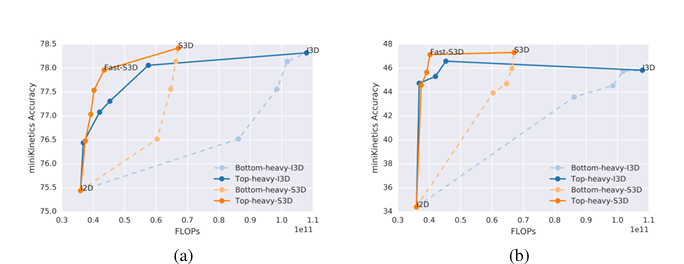 78.5
78.0
77.5
77.0
76.5
76.0
75.5
75.0
miniKinetics Accuracy
S3D
I3D
Fast-S3D
I2D
Bottom-heavy-I3D
Top-heavy-I3D
Bottom-heavy-S3D
Top-heavy-S3D
0.3 0.4 0.5 0.6 0.7 0.8 0.9 1.0 1.1
FLOPs
1e11
(a)
48
46
44
42
40
38
36
34
miniKinetics Accuracy
Fast-S3D
S3D
I3D
I2D
Bottom-heavy-I3D
Top-heavy-I3D
Bottom-heavy-S3D
Top-heavy-S3D
0.3 0.4 0.5 0.6 0.7 0.8 0.9 1.0 1.1
FLOPs
1e11
(b)